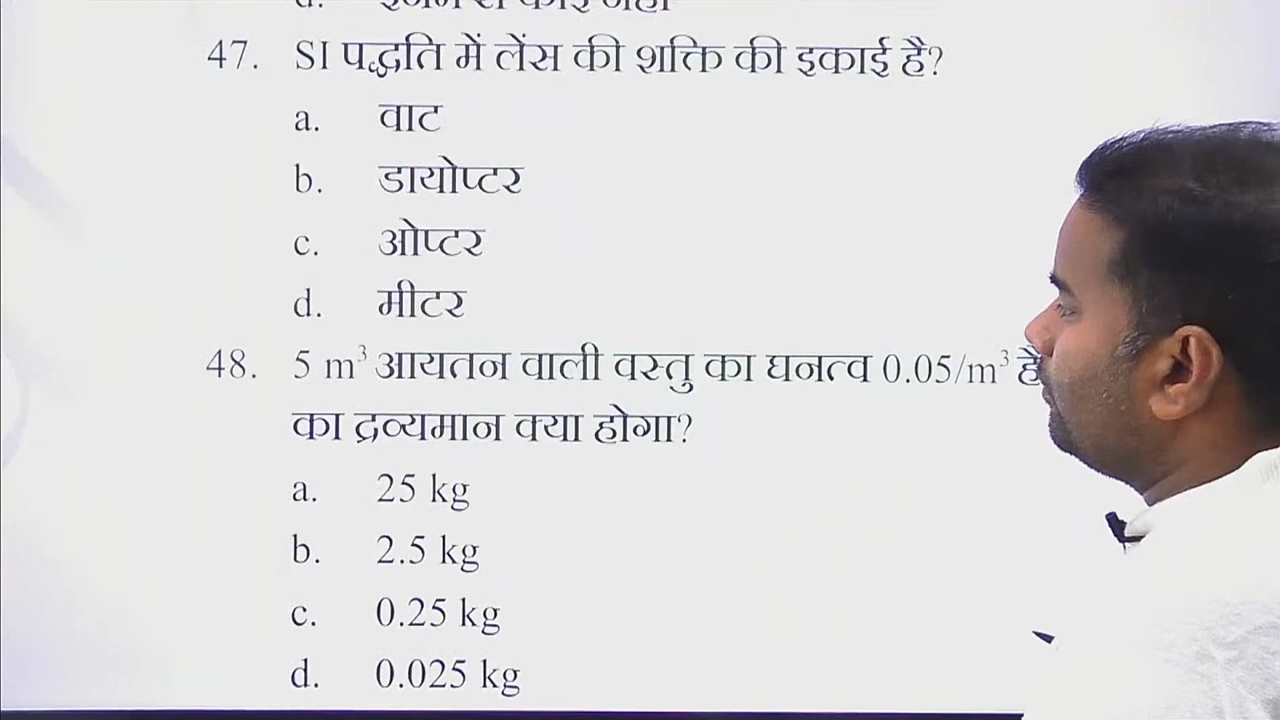 47. SI पद्धति में लेंस की शक्ति की इकाई है?
a. वाट
b. डायोप्टर
c. ओप्टर
d. मीटर
48. 5 m³ आयतन वाली वस्तु का घनत्व 0.05/m³ है
का द्रव्यमान क्या होगा?
a. 25 kg
b. 2.5 kg
c. 0.25 kg
d. 0.025 kg